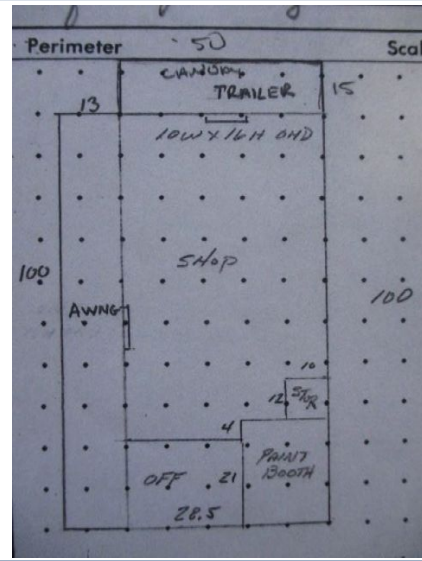 Perimeter 50 Scal
CANOPY
TRAILER 15
13
10W X 16H OHD
SHOP
100
100
AWNG
10
12 STOR
4
PAINT
BOOTH
OFF 21
28.5